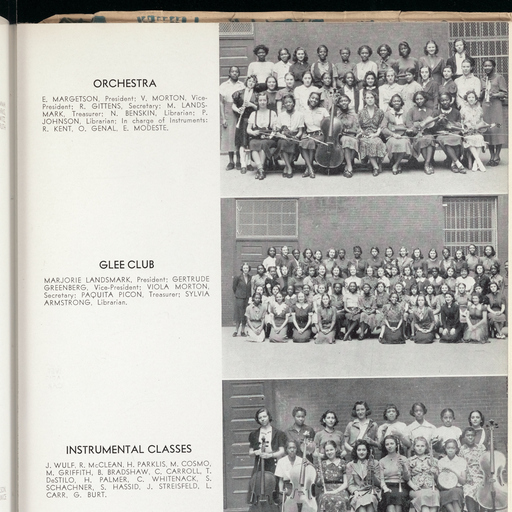 ORCHESTRA
E. MARGETSON, President; V. MORTON, Vice-
President; R. GITTENS, Secretary; M. LANDS-
MARK, Treasurer; N. BENSKIN, Librarian; P.
JOHNSON, Librarian; In charge of Instruments:
R. KENT, O. GENAL, E. MODESTE.
GLEE CLUB
MARJORIE LANDSMARK, President; GERTRUDE
GREENBERG, Vice-President; VIOLA MORTON,
Secretary; PAQUITA PICON, Treasurer; SYLVIA
ARMSTRONG, Librarian.
INSTRUMENTAL CLASSES
J. WULF, R. McCLEAN, H. PARKLIS, M. COSMO,
M. GRIFFITH, B. BRADSHAW, C. CARROLL, T.
DeSTILO, H. PALMER, C. WHITENACK, S.
SCHACHNER, S. HASSID, J. STREISFELD, L.
CARR, G. BURT.